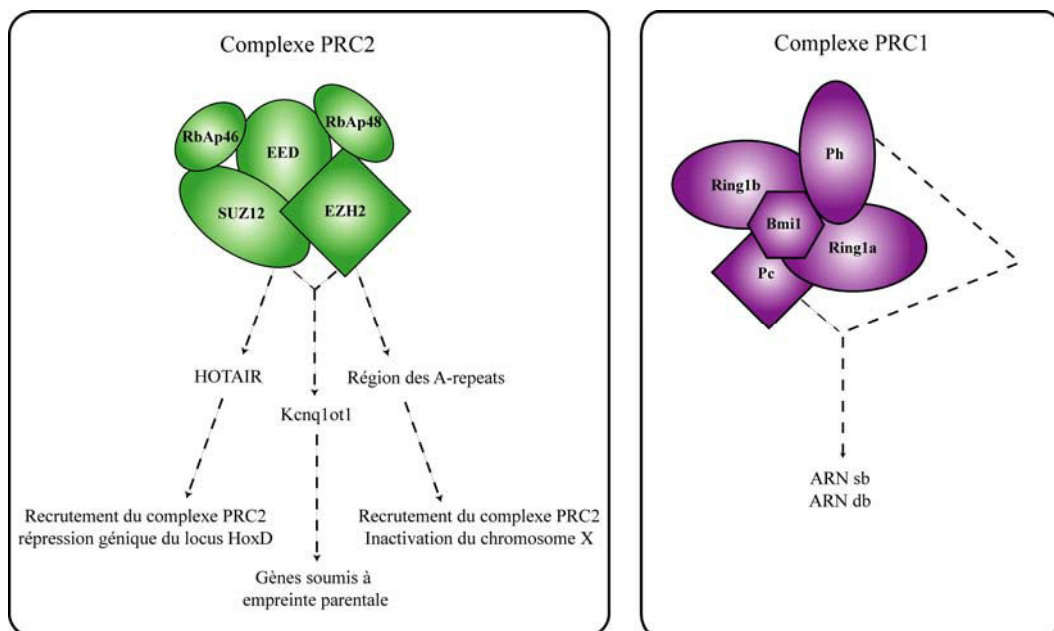 Complexe PRC2
RbAp46
RbAp48
EED
SUZ12
EZH2
HOTAIR
Région des A-repeats
Kcnq1ot1
Recrutement du complexe PRC2
répression génique du locus HoxD
Recrutement du complexe PRC2
Inactivation du chromosome X
Gènes soumis à
empreinte parentale
Complexe PRC1
Ph
Ring1b
Bmi1
Ring1a
Pc
ARN sb
ARN db